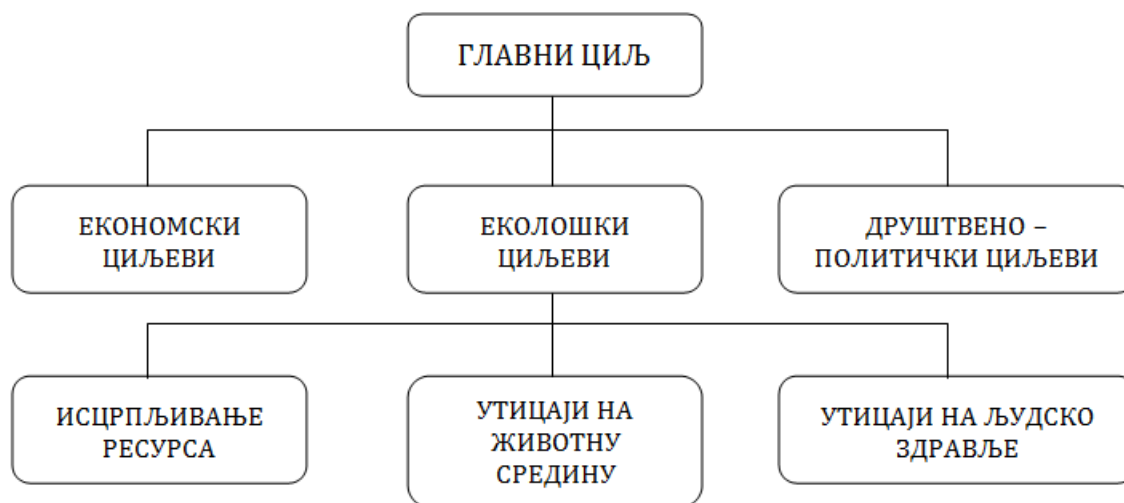 ГЛАВНИ ЦИЉ
ЕКОНОМСКИ
ЦИЉЕВИ
ЕКОЛОШКИ
ЦИЉЕВИ
ДРУШТВЕНО –
ПОЛИТИЧКИ ЦИЉЕВИ
ИСЦРПЉИВАЊЕ
РЕСУРСА
УТИЦАЈИ НА
ЖИВОТНУ
СРЕДИНУ
УТИЦАЈИ НА ЉУДСКО
ЗДРАВЉЕ